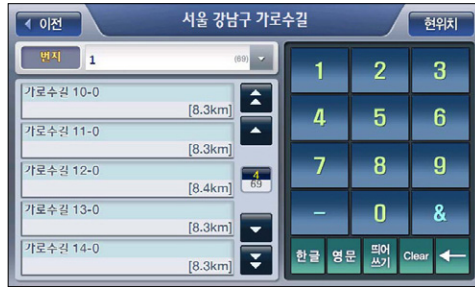 이전
서울 강남구 가로수길
현위치
번지
1
(69)
가로수길 10-0
[8.3km]
가로수길 11-0
[8.3km]
가로수길 12-0
[8.4km]
가로수길 13-0
[8.3km]
가로수길 14-0
[8.3km]
4
69
1 2 3
4 5 6
7 8 9
- 0 &
한글 영문 띄어쓰기 Clear